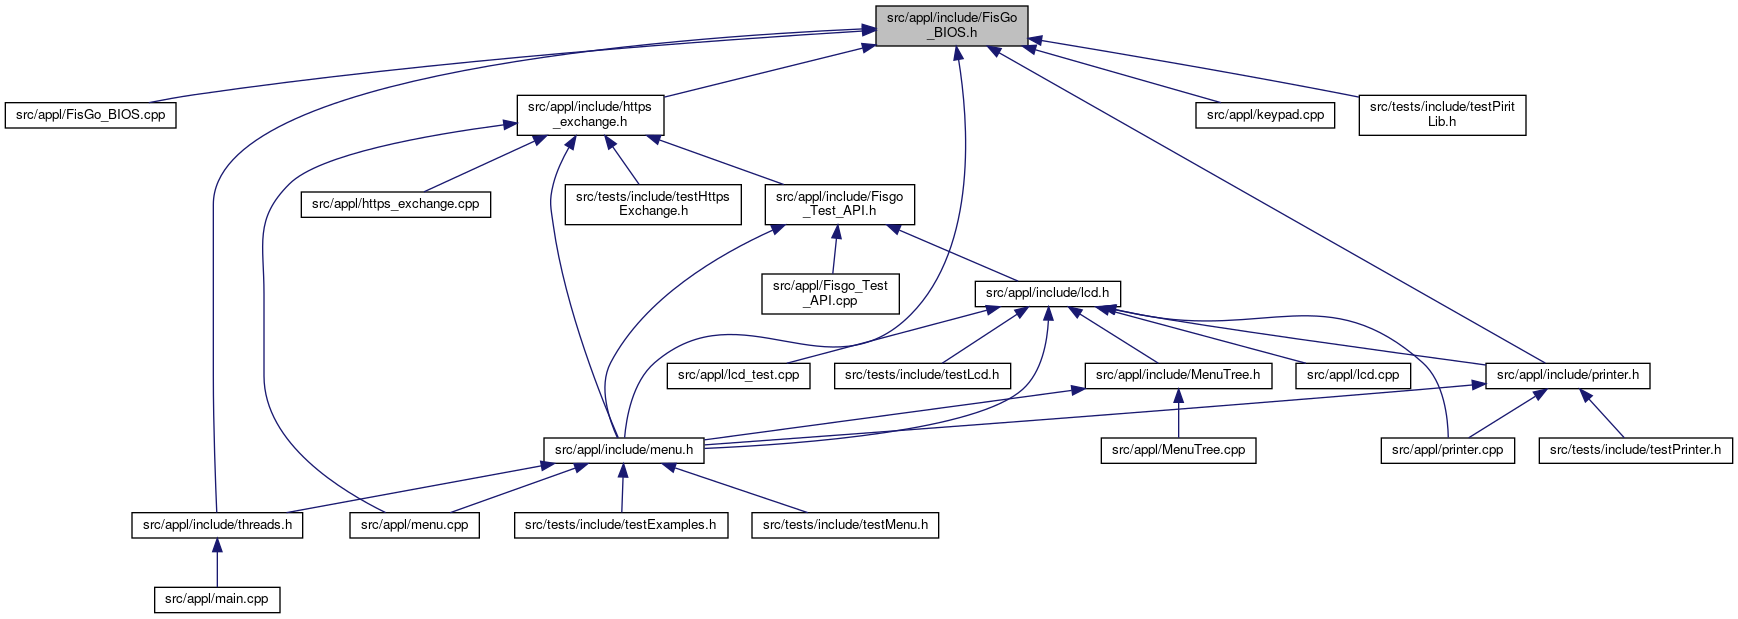 src/appl/include/FisGo
_BIOS.h
src/appl/FisGo_BIOS.cpp
src/appl/include/https
_exchange.h
src/appl/keypad.cpp
src/tests/include/testPirit
Lib.h
src/appl/https_exchange.cpp
src/tests/include/testHttps
Exchange.h
src/appl/include/Fisgo
_Test_API.h
src/appl/Fisgo_Test
_API.cpp
src/appl/include/lcd.h
src/appl/lcd_test.cpp
src/tests/include/testLcd.h
src/appl/include/MenuTree.h
src/appl/lcd.cpp
src/appl/include/printer.h
src/appl/include/menu.h
src/appl/MenuTree.cpp
src/appl/printer.cpp
src/tests/include/testPrinter.h
src/appl/include/threads.h
src/appl/menu.cpp
src/tests/include/testExamples.h
src/tests/include/testMenu.h
src/appl/main.cpp